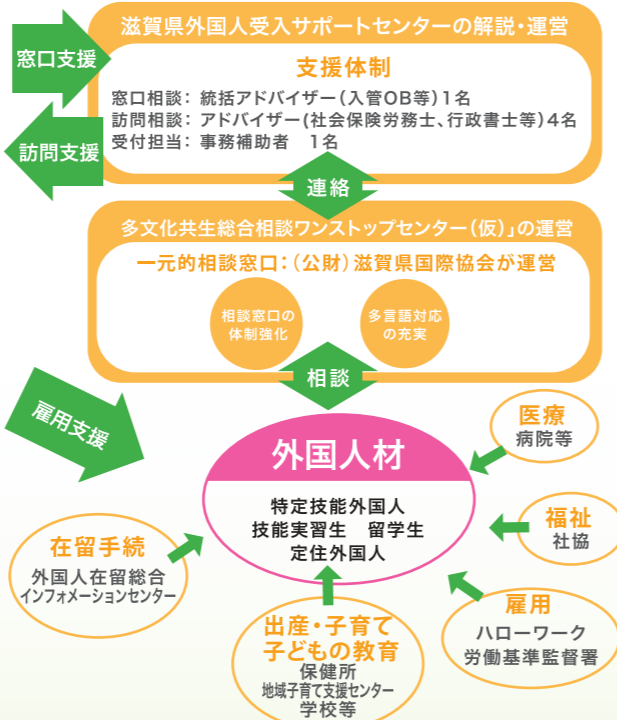 滋賀県外国人受入サポートセンターの解説・運営
窓口支援
訪問支援
支援体制
窓口相談： 統括アドバイザー（入管OB等）1名
訪問相談： アドバイザー(社会保険労務士、行政書士等）4名
受付担当： 事務補助者　1名
連絡
多文化共生総合相談ワンストップセンター（仮）」の運営
一元的相談窓口：（公財）滋賀県国際協会が運営
相談窓口の
体制強化
多言語対応
の充実
相談
雇用支援
外国人材
特定技能外国人
技能実習生　留学生
定住外国人
医療
病院等
福祉
社協
雇用
ハローワーク
労働基準監督署
在留手続
外国人在留総合
インフォメーションセンター
出産・子育て
子どもの教育
保健所
地域子育て支援センター
学校等